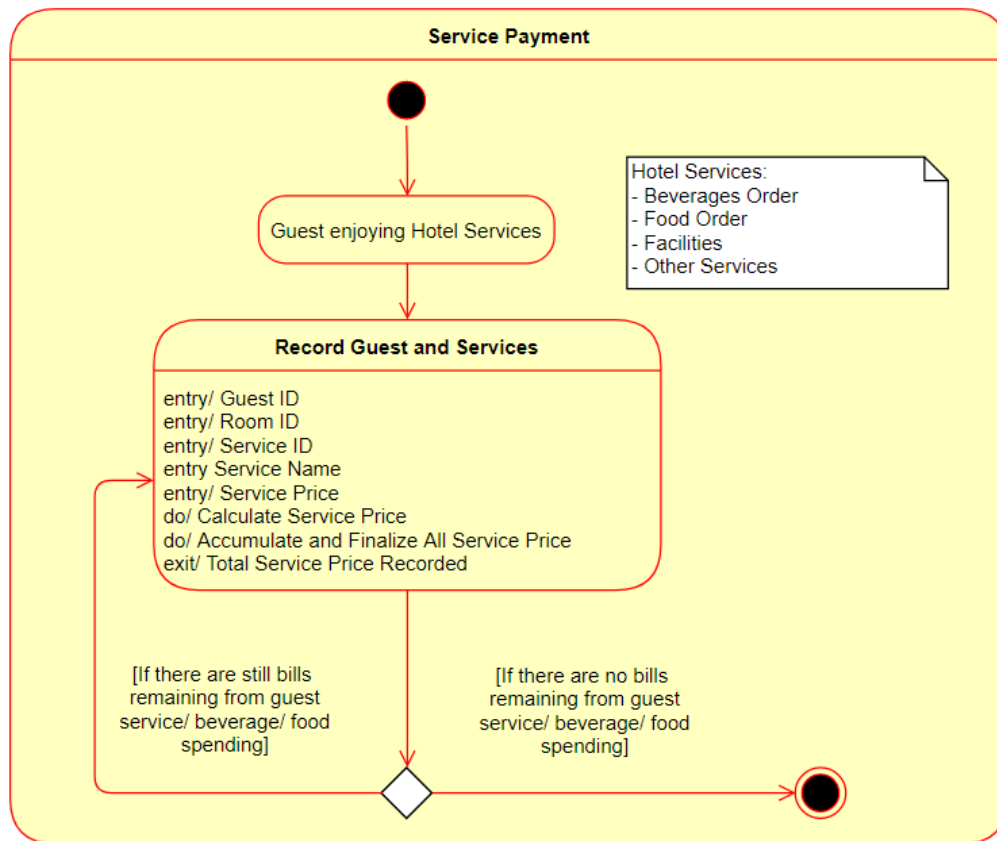 Service Payment
Guest enjoying Hotel Services
Hotel Services:
- Beverages Order
- Food Order
- Facilities
- Other Services
Record Guest and Services
entry/ Guest ID
entry/ Room ID
entry/ Service ID
entry Service Name
entry/ Service Price
do/ Calculate Service Price
do/ Accumulate and Finalize All Service Price
exit/ Total Service Price Recorded
[If there are still bills
remaining from guest
service/ beverage/ food
spending]
[If there are no bills
remaining from guest
service/ beverage/ food
spending]